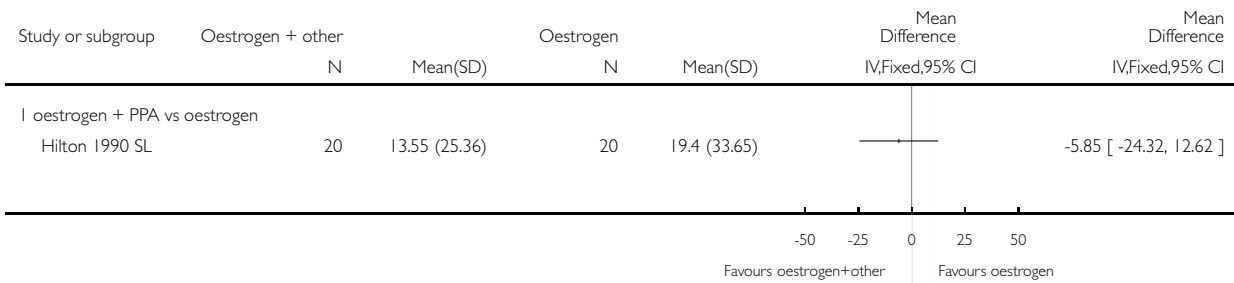 Study or subgroup Oestrogen + other Oestrogen Mean Difference Mean Difference
N Mean(SD) N Mean(SD) IV,Fixed,95% CI IV,Fixed,95% CI
1 oestrogen + PPA vs oestrogen
Hilton 1990 SL 20 13.55 (25.36) 20 19.4 (33.65) -5.85 [ -24.32, 12.62 ]
-50 -25 0 25 50
Favours oestrogen+other Favours oestrogen